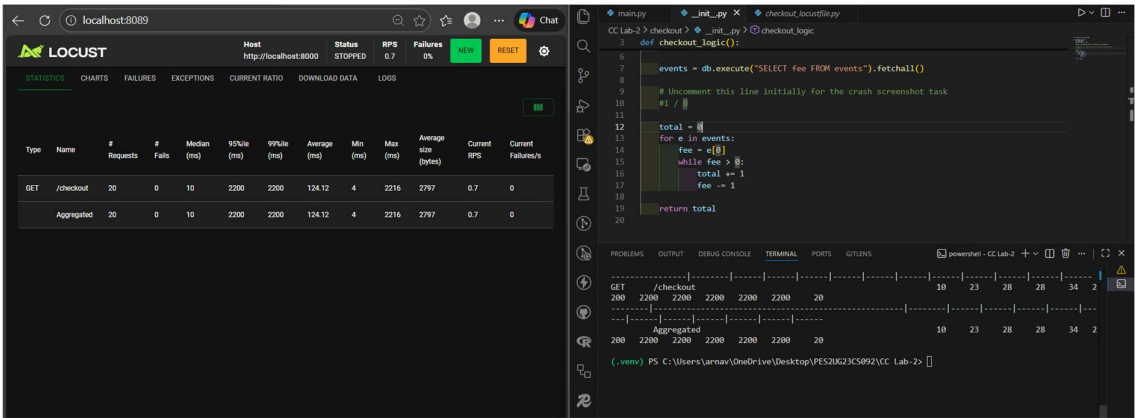 localhost:8089
Chat
LOCUST
Host
http://localhost:8000
Status
STOPPED
RPS
0.7
Failures
0%
NEW
RESET
STATISTICS CHARTS FAILURES EXCEPTIONS CURRENT RATIO DOWNLOAD DATA LOGS
Type Name # Requests # Fails Median (ms) 95%ile (ms) 99%ile (ms) Average (ms) Min (ms) Max (ms) Average size (bytes) Current RPS Current Failures/s
GET /checkout 20 0 10 2200 2200 124.12 4 2216 2797 0.7 0
Aggregated 20 0 10 2200 2200 124.12 4 2216 2797 0.7 0
main.py __init__.py X checkout_locustfile.py
CC Lab-2 > checkout > __init__.py > checkout_logic
3 def checkout_logic():
6
7 events = db.execute("SELECT fee FROM events").fetchall()
8
9 # Uncomment this line initially for the crash screenshot task
10 #1 / 0
11
12 total = 0
13 for e in events:
14 fee = e[0]
15 while fee > 0:
16 total += 1
17 fee -= 1
18
19 return total
20
PROBLEMS OUTPUT DEBUG CONSOLE TERMINAL PORTS GITLENS powershell - CC Lab-2
----------------|--------|------|------|------|------|------|------|------|------
GET /checkout 10 23 28 28 34 2
200 2200 2200 2200 2200 2200 20
--------|--------------------------------|--------|------|------|------|------|---
---|------|------|------|------|------|------
Aggregated 10 23 28 28 34 2
200 2200 2200 2200 2200 2200 20
(.venv) PS C:\Users\arnav\OneDrive\Desktop\PES2UG23CS092\CC Lab-2>